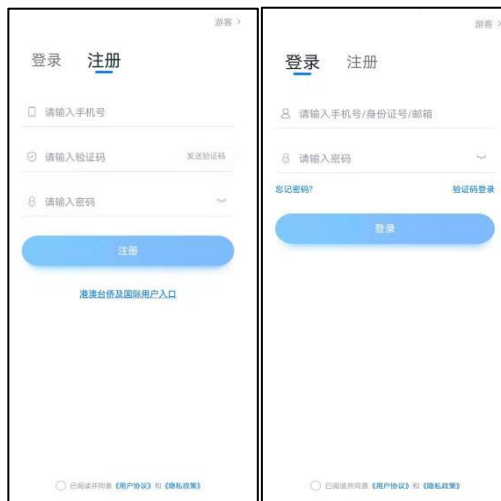 游客 >
登录 注册
请输入手机号
请输入验证码 发送验证码
请输入密码
注册
港澳台侨及国际用户入口
已阅读并同意《用户协议》和《隐私政策》
游客 >
登录 注册
请输入手机号/身份证号/邮箱
请输入密码
忘记密码? 验证码登录
登录
已阅读并同意《用户协议》和《隐私政策》